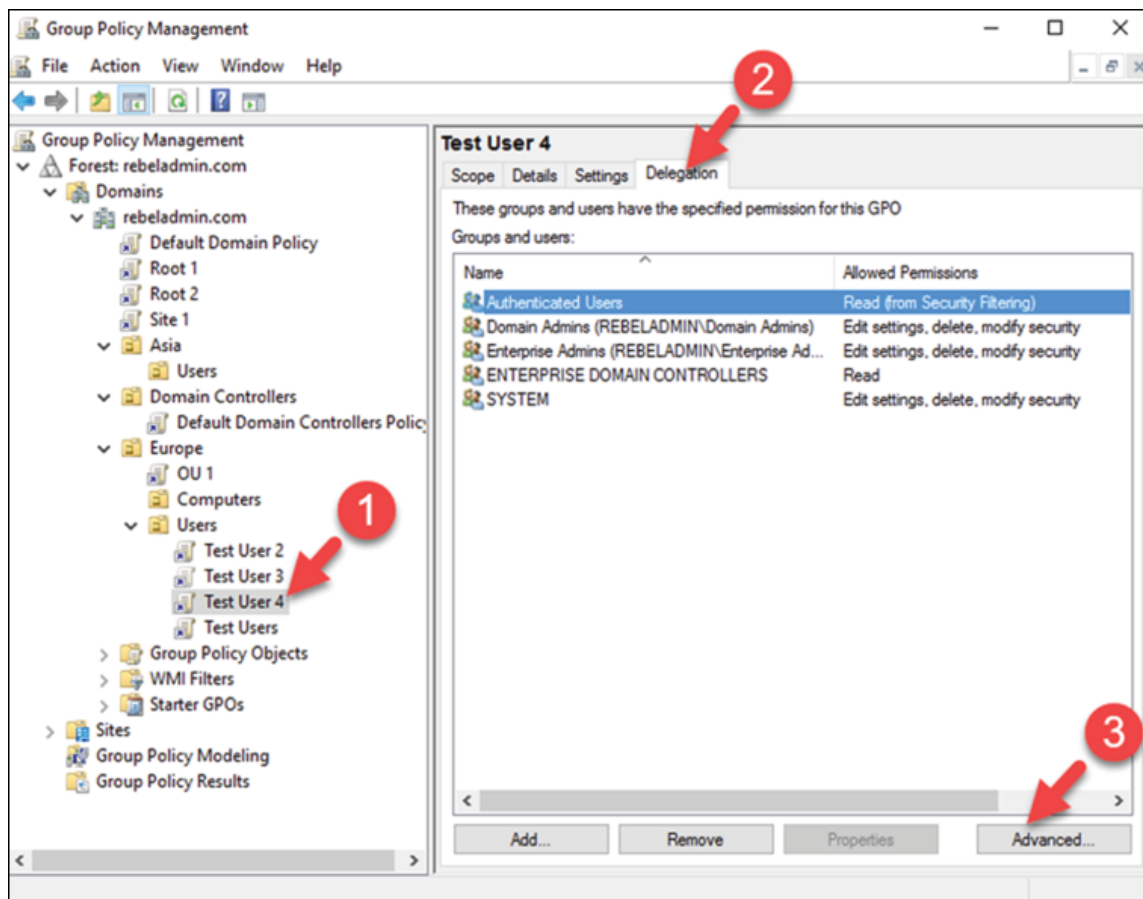 Group Policy Management
File Action View Window Help
2
Group Policy Management
Forest: rebeladmin.com
Domains
rebeladmin.com
Default Domain Policy
Root 1
Root 2
Site 1
Asia
Users
Domain Controllers
Default Domain Controllers Policy
Europe
OU 1
Computers
1
Users
Test User 2
Test User 3
Test User 4
Test Users
Group Policy Objects
WMI Filters
Starter GPOs
Sites
Group Policy Modeling
Group Policy Results
Test User 4
Scope Details Settings Delegation
These groups and users have the specified permission for this GPO
Groups and users:
Name Allowed Permissions
Authenticated Users Read (from Security Filtering)
Domain Admins (REBELADMIN\Domain Admins) Edit settings, delete, modify security
Enterprise Admins (REBELADMIN\Enterprise Ad... Edit settings, delete, modify security
ENTERPRISE DOMAIN CONTROLLERS Read
SYSTEM Edit settings, delete, modify security
3
Add... Remove Properties Advanced...